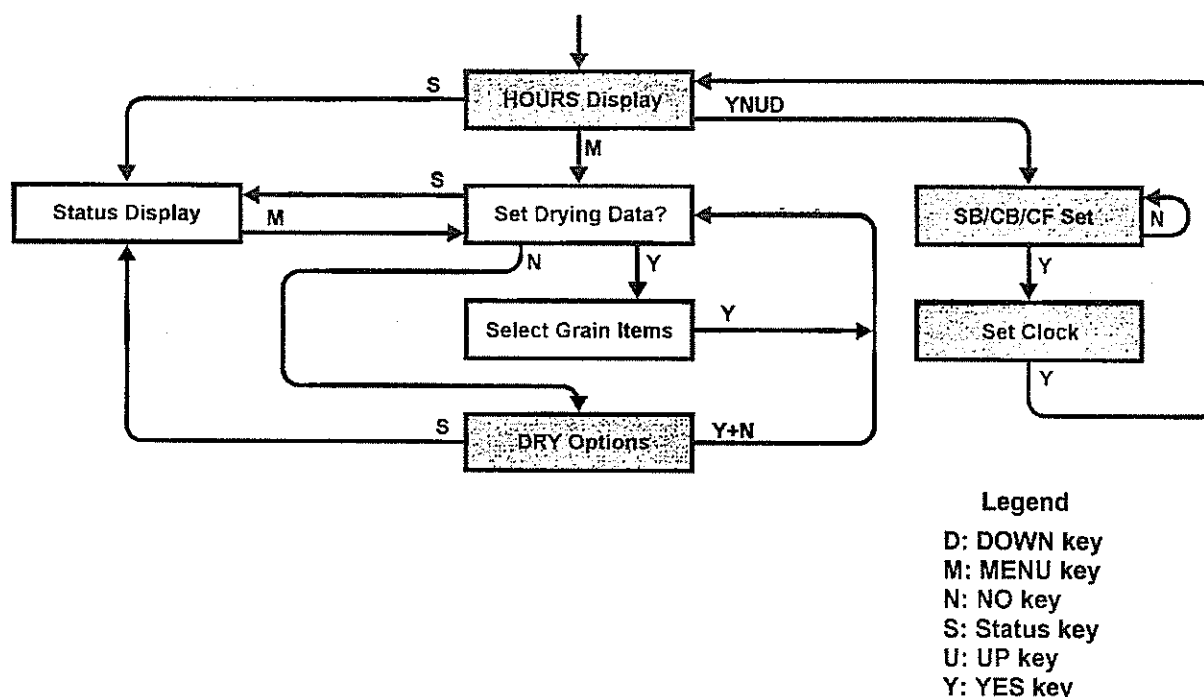 S
HOURS Display
YNUD
M
Status Display
S
M
Set Drying Data?
SB/CB/CF Set
N
N
Y
Y
Select Grain Items
Y
Set Clock
Y
S
DRY Options
Y+N
Legend
D: DOWN key
M: MENU key
N: NO key
S: Status key
U: UP key
Y: YES key